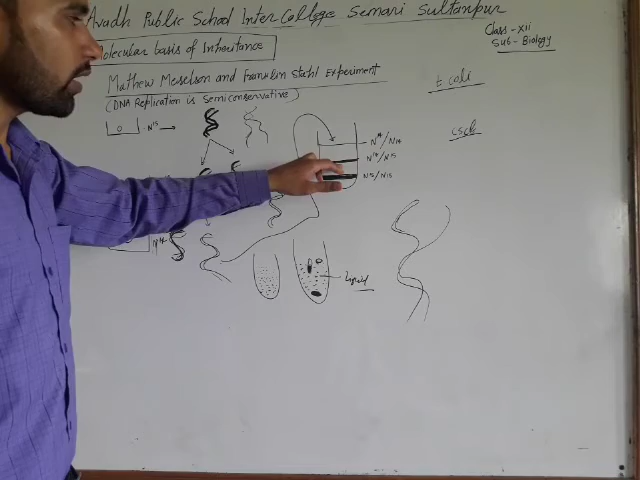 Avadh Public School Inter College Semari Sultanpur
Class - XII
Sub - Biology
Molecular basis of Inheritance
Mathew Meselson and Franklin Stahl Experiment
(DNA Replication is Semiconservative)
E. coli
N15
CsCl
N14/N14
N14/N15
N15/N15
N14
Liquid